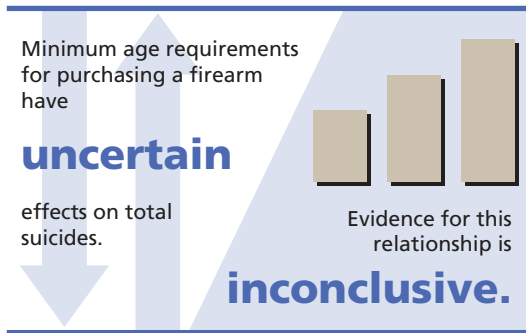 Minimum age requirements
for purchasing a firearm
have
uncertain
effects on total
suicides.
Evidence for this
relationship is
inconclusive.